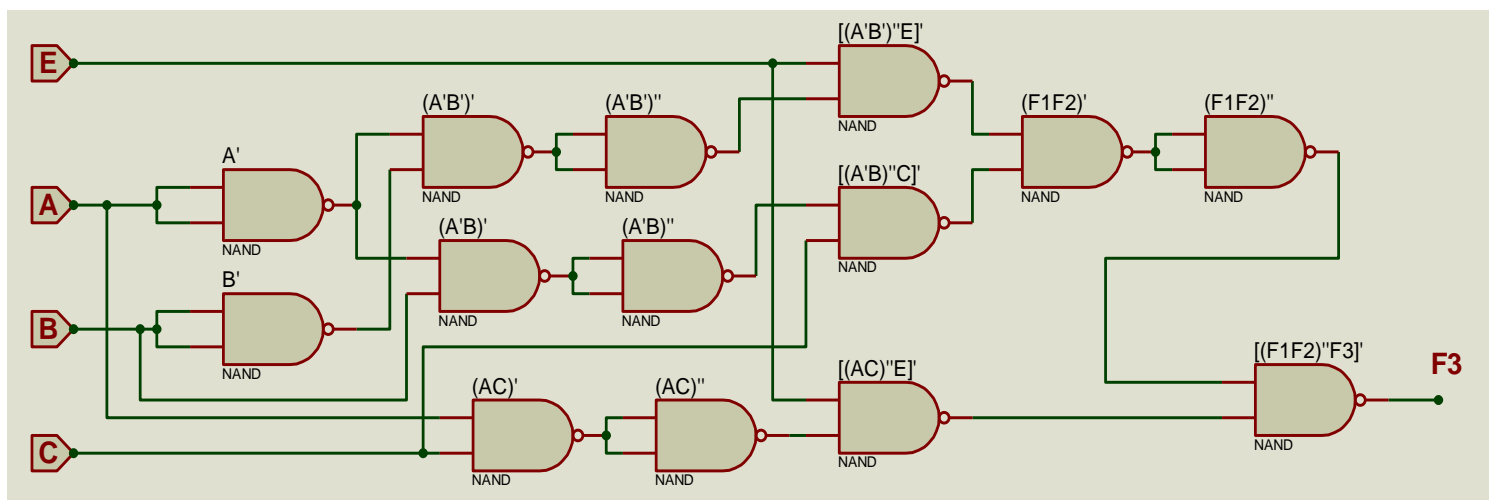 [(A'B')"E]'
E
NAND
(A'B')'
(A'B')"
(F1F2)'
(F1F2)"
NAND
NAND
NAND
NAND
A'
A
NAND
[(A'B)"C]'
NAND
(A'B)'
(A'B)"
NAND
NAND
B'
B
NAND
[(F1F2)"F3]'
F3
NAND
(AC)'
(AC)"
[(AC)"E]'
C
NAND
NAND
NAND